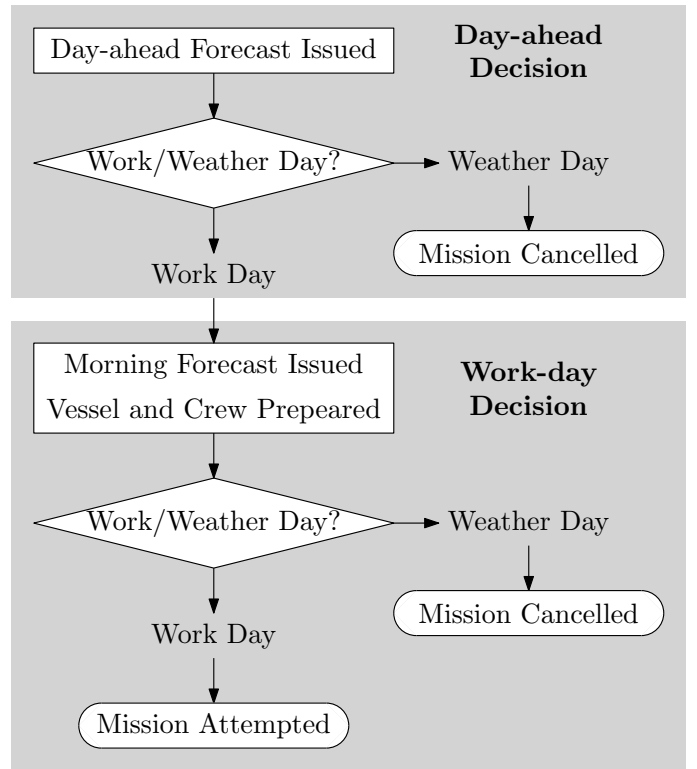 Day-ahead Forecast Issued
Day-ahead
Decision
Work/Weather Day?
Weather Day
Mission Cancelled
Work Day
Morning Forecast Issued
Vessel and Crew Prepeared
Work-day
Decision
Work/Weather Day?
Weather Day
Mission Cancelled
Work Day
Mission Attempted